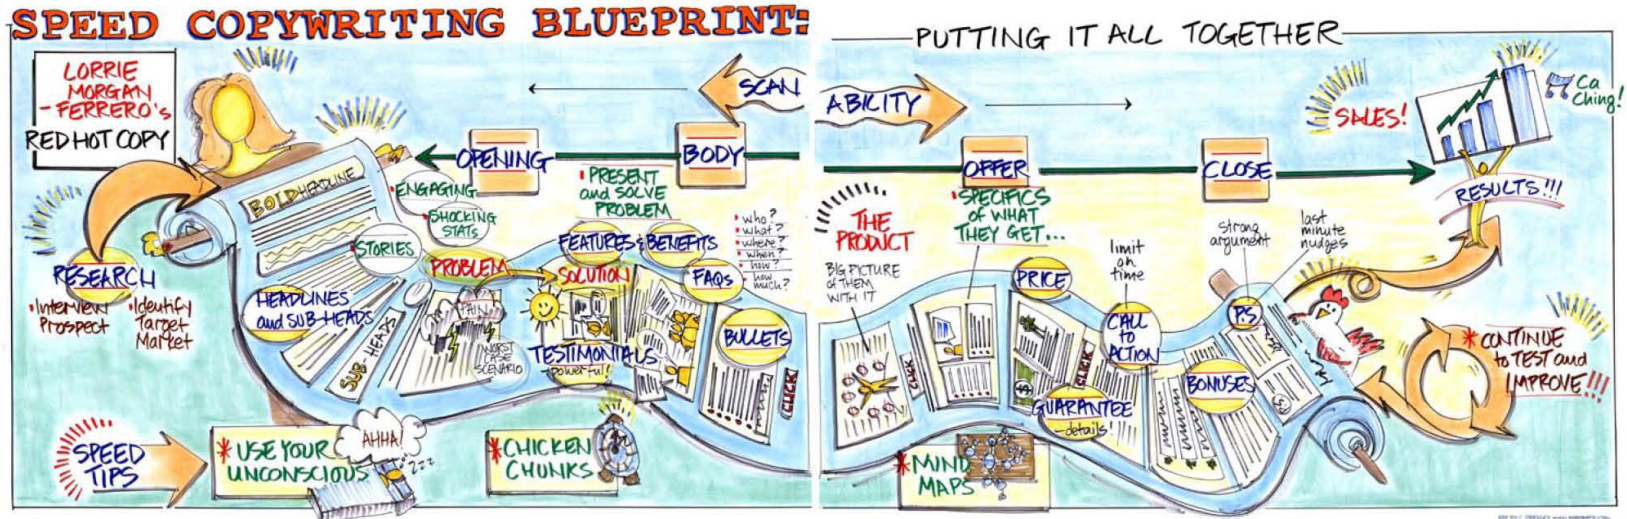 SPEED COPYWRITING BLUEPRINT:
PUTTING IT ALL TOGETHER
LORRIE
MORGAN
-FERRERO'S
RED HOT COPY
SCAN
ABILITY
SALES!
Ca
Ching!
RESULTS!!!
OPENING
BODY
OFFER
CLOSE
RESEARCH
*Interview
Prospect
*Identify
Target
Market
BOLD HEADLINE
*ENGAGING
*SHOCKING
STATS
STORIES
HEADLINES
and SUB-HEADS
SUB HEADS
PROBLEM
PAIN
WORST
CASE
SCENARIO
*PRESENT
and SOLVE
PROBLEM
SOLUTION
FEATURES & BENEFITS
TESTIMONIALS
-powerful!
FAQs
*who?
*what?
*where?
*when?
*how?
*how
much?
BULLETS
CLICK!
THE
PRODUCT
BIG PICTURE
OF THEM
WITH IT
CLICK
*SPECIFICS
OF WHAT
THEY GET...
PRICE
$
CLICK
limit
on
time
CALL
to
ACTION
GUARANTEE
-details!
BONUSES
strong
argument
P.S.
last
minute
nudges
*CONTINUE
to TEST and
IMPROVE!!!
SPEED
TIPS
*USE YOUR
UNCONSCIOUS
AHHA!
zzz
*CHICKEN
CHUNKS
*MIND
MAPS